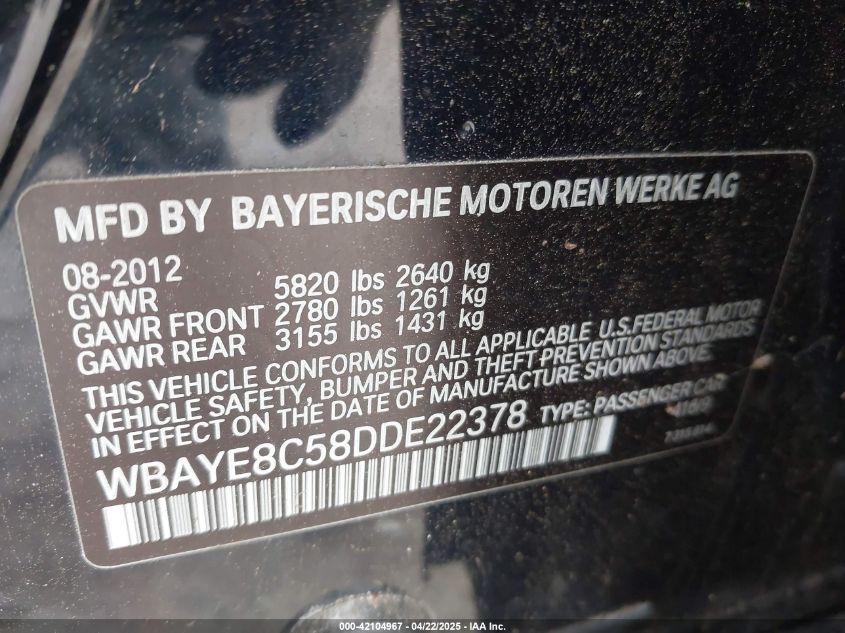 MFD BY BAYERISCHE MOTOREN WERKE AG
08-2012
GVWR 5820 lbs 2640 kg
GAWR FRONT 2780 lbs 1261 kg
GAWR REAR 3155 lbs 1431 kg
THIS VEHICLE CONFORMS TO ALL APPLICABLE U.S.FEDERAL MOTOR
VEHICLE SAFETY, BUMPER AND THEFT PREVENTION STANDARDS
IN EFFECT ON THE DATE OF MANUFACTURE SHOWN ABOVE.
WBAYE8C58DDE22378 TYPE: PASSENGER CAR
000-42104967 - 04/22/2025 - IAA Inc.